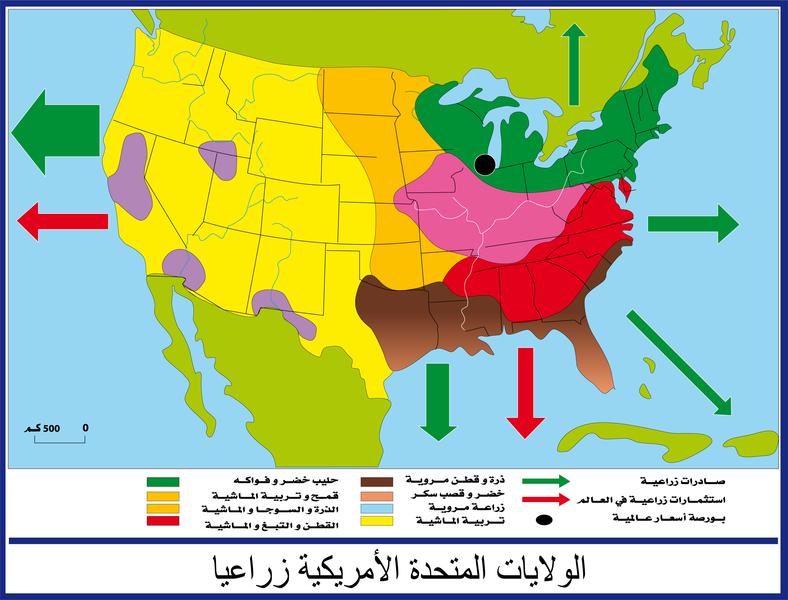 0 500 كم
صادرات زراعية
استثمارات زراعية في العالم
بورصة أسعار عالمية
ذرة و قطن مروية
خضر و قصب سكر
زراعة مروية
تربية الماشية
حليب خضر و فواكه
قمح و تربية الماشية
الذرة و السوجا و الماشية
القطن و التبغ و الماشية
الولايات المتحدة الأمريكية زراعيا